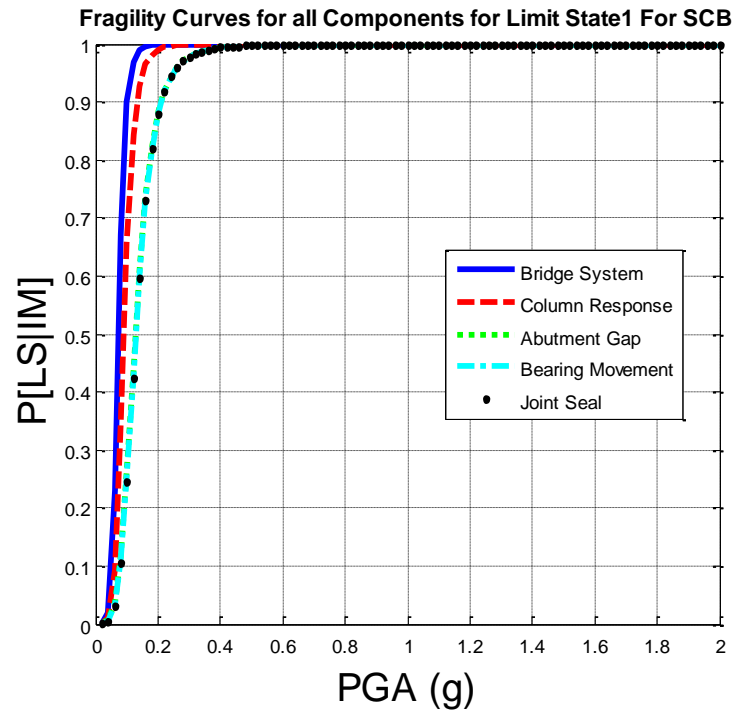 Fragility Curves for all Components for Limit State1 For SCB
P[LS|IM]
1
0.9
0.8
0.7
0.6
0.5
0.4
0.3
0.2
0.1
0
Bridge System
Column Response
Abutment Gap
Bearing Movement
Joint Seal
0 0.2 0.4 0.6 0.8 1 1.2 1.4 1.6 1.8 2
PGA (g)